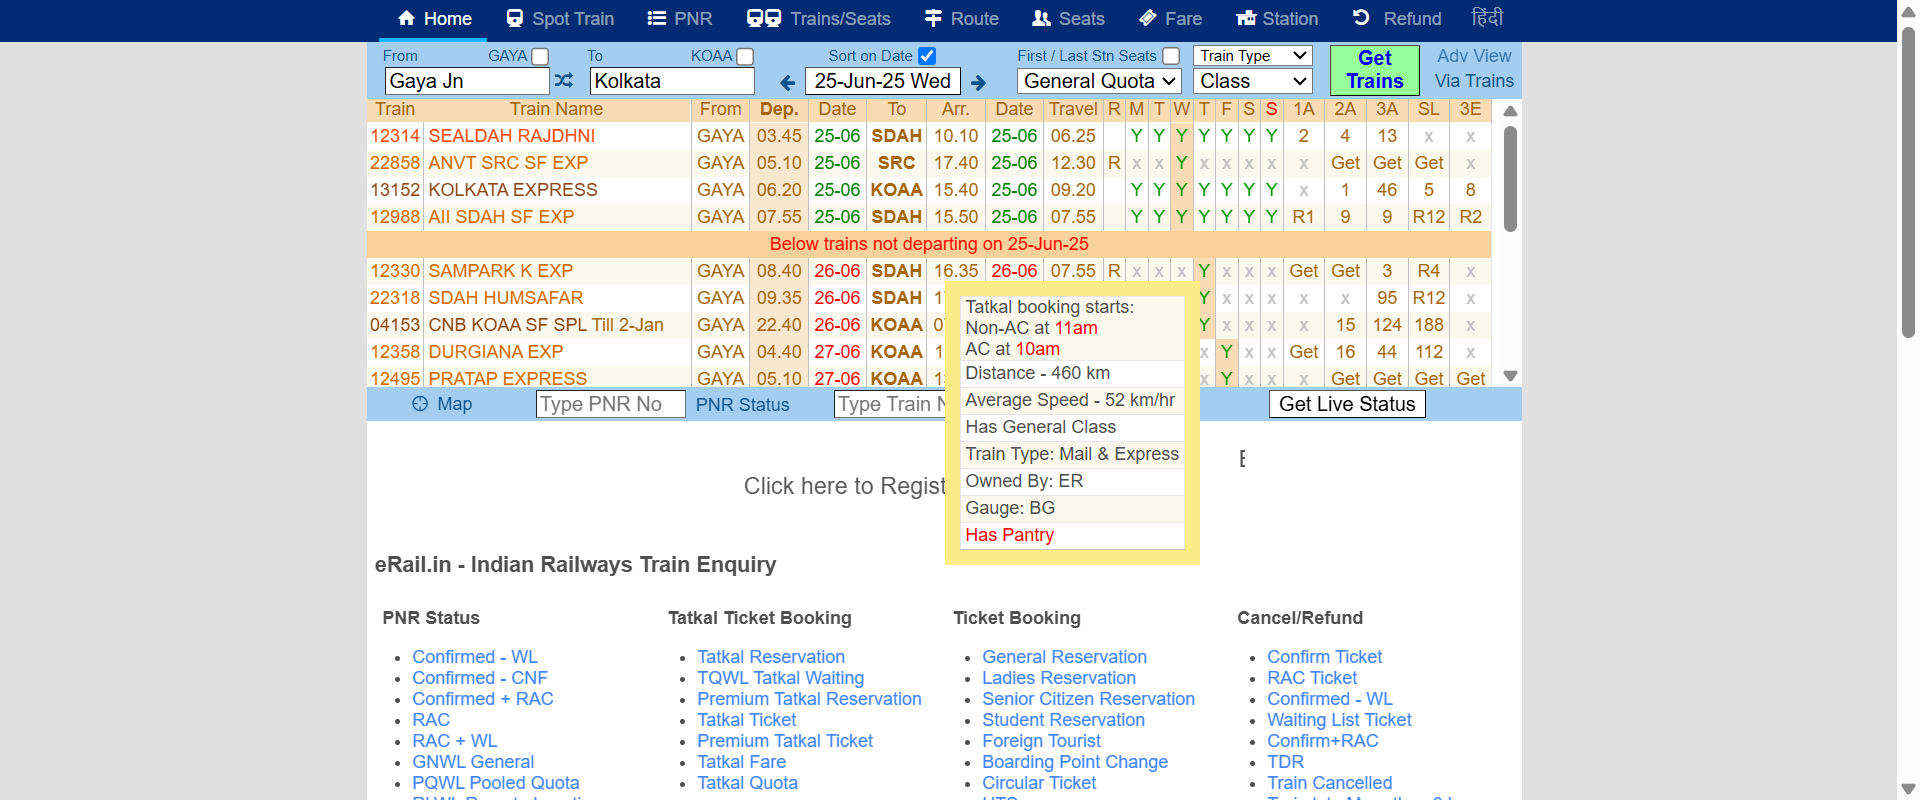 Home Spot Train PNR Trains/Seats Route Seats Fare Station Refund हिंदी
From GAYA To KOAA Sort on Date First / Last Stn Seats Train Type Get Trains Adv View
Gaya Jn Kolkata 25-Jun-25 Wed General Quota Class Via Trains
Train Train Name From Dep. Date To Arr. Date Travel R M T W T F S S 1A 2A 3A SL 3E
12314 SEALDAH RAJDHNI GAYA 03.45 25-06 SDAH 10.10 25-06 06.25 Y Y Y Y Y Y Y 2 4 13 x x
22858 ANVT SRC SF EXP GAYA 05.10 25-06 SRC 17.40 25-06 12.30 R x x Y x x x x x Get Get Get x
13152 KOLKATA EXPRESS GAYA 06.20 25-06 KOAA 15.40 25-06 09.20 Y Y Y Y Y Y Y x 1 46 5 8
12988 AII SDAH SF EXP GAYA 07.55 25-06 SDAH 15.50 25-06 07.55 Y Y Y Y Y Y Y R1 9 9 R12 R2
Below trains not departing on 25-Jun-25
12330 SAMPARK K EXP GAYA 08.40 26-06 SDAH 16.35 26-06 07.55 R x x x Y x x x Get Get 3 R4 x
22318 SDAH HUMSAFAR GAYA 09.35 26-06 SDAH Y x x x x x 95 R12 x
04153 CNB KOAA SF SPL Till 2-Jan GAYA 22.40 26-06 KOAA Y x x x x 15 124 188 x
12358 DURGIANA EXP GAYA 04.40 27-06 KOAA x Y x x Get 16 44 112 x
12495 PRATAP EXPRESS GAYA 05.10 27-06 KOAA x Y x x x Get Get Get Get
Tatkal booking starts:
Non-AC at 11am
AC at 10am
Distance - 460 km
Average Speed - 52 km/hr
Has General Class
Train Type: Mail & Express
Owned By: ER
Gauge: BG
Has Pantry
Map Type PNR No PNR Status Type Train Get Live Status
Click here to Regist
eRail.in - Indian Railways Train Enquiry
PNR Status
Confirmed - WL
Confirmed - CNF
Confirmed + RAC
RAC
RAC + WL
GNWL General
PQWL Pooled Quota
Tatkal Ticket Booking
Tatkal Reservation
TQWL Tatkal Waiting
Premium Tatkal Reservation
Tatkal Ticket
Premium Tatkal Ticket
Tatkal Fare
Tatkal Quota
Ticket Booking
General Reservation
Ladies Reservation
Senior Citizen Reservation
Student Reservation
Foreign Tourist
Boarding Point Change
Circular Ticket
Cancel/Refund
Confirm Ticket
RAC Ticket
Confirmed - WL
Waiting List Ticket
Confirm+RAC
TDR
Train Cancelled